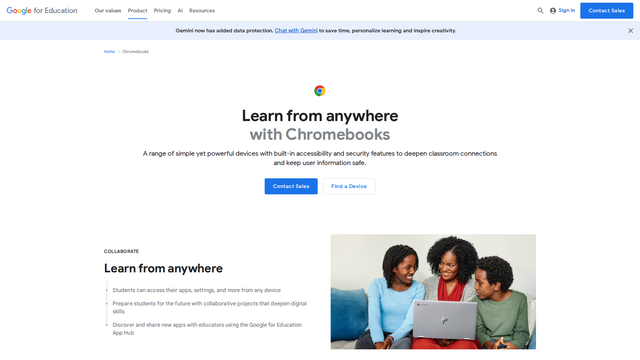 Google for Education
Our values
Product
Pricing
AI
Resources
Sign in
Contact Sales
Gemini now has added data protection. Chat with Gemini to save time, personalize learning and inspire creativity.
Home
Chromebooks
Learn from anywhere
with Chromebooks
A range of simple yet powerful devices with built-in accessibility and security features to deepen classroom connections
and keep user information safe.
Contact Sales
Find a Device
COLLABORATE
Learn from anywhere
Students can access their apps, settings, and more from any device
Prepare students for the future with collaborative projects that deepen digital
skills
Discover and share new apps with educators using the Google for Education
App Hub